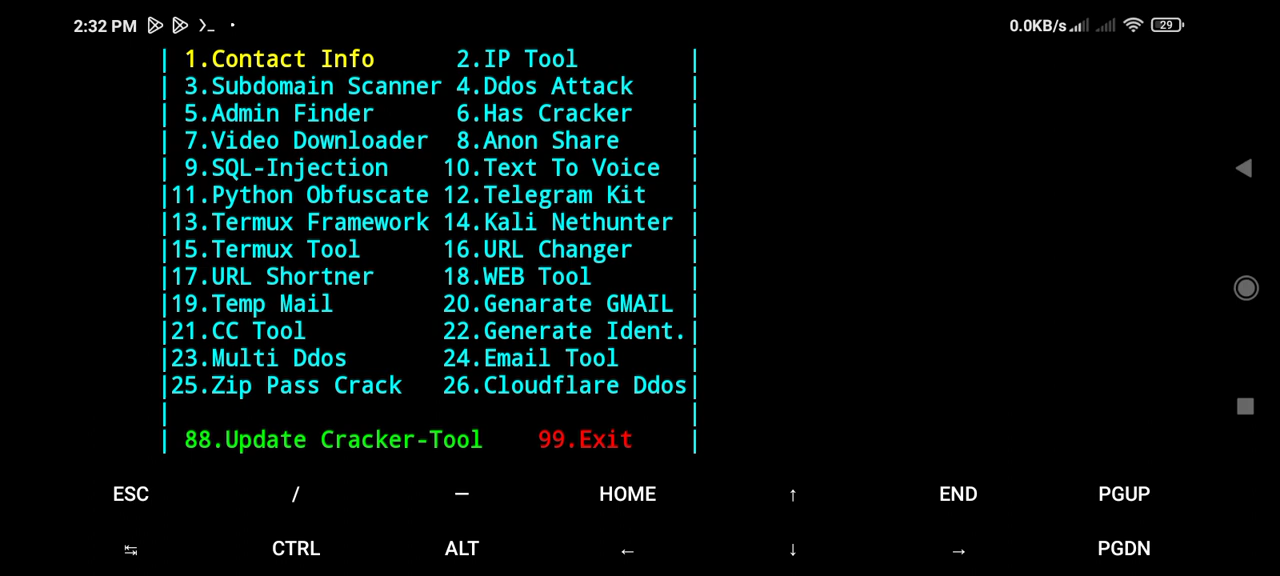 2:32 PM 0.0KB/s 29
| 1.Contact Info 2.IP Tool |
| 3.Subdomain Scanner 4.Ddos Attack |
| 5.Admin Finder 6.Has Cracker |
| 7.Video Downloader 8.Anon Share |
| 9.SQL-Injection 10.Text To Voice |
|11.Python Obfuscate 12.Telegram Kit |
|13.Termux Framework 14.Kali Nethunter |
|15.Termux Tool 16.URL Changer |
|17.URL Shortner 18.WEB Tool |
|19.Temp Mail 20.Genarate GMAIL |
|21.CC Tool 22.Generate Ident.|
|23.Multi Ddos 24.Email Tool |
|25.Zip Pass Crack 26.Cloudflare Ddos|
| |
| 88.Update Cracker-Tool 99.Exit |
ESC / — HOME ↑ END PGUP
↹ CTRL ALT ← ↓ → PGDN